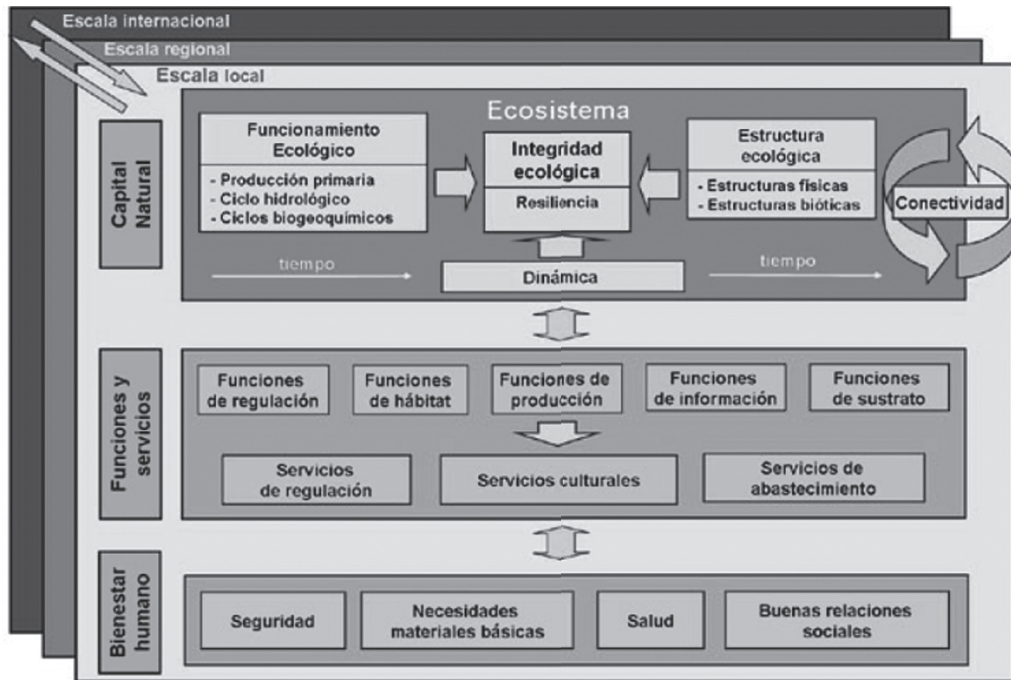 Escala internacional
Escala regional
Escala local
Capital
Natural
Ecosistema
Funcionamiento
Ecológico
- Producción primaria
- Ciclo hidrológico
- Ciclos biogeoquímicos
Integridad
ecológica
Resiliencia
Estructura
ecológica
- Estructuras físicas
- Estructuras bióticas
Conectividad
tiempo
Dinámica
tiempo
Funciones y
servicios
Funciones
de regulación
Funciones
de hábitat
Funciones de
producción
Funciones
de información
Funciones
de sustrato
Servicios
de regulación
Servicios culturales
Servicios de
abastecimiento
Bienestar
humano
Seguridad
Necesidades
materiales básicas
Salud
Buenas relaciones
sociales